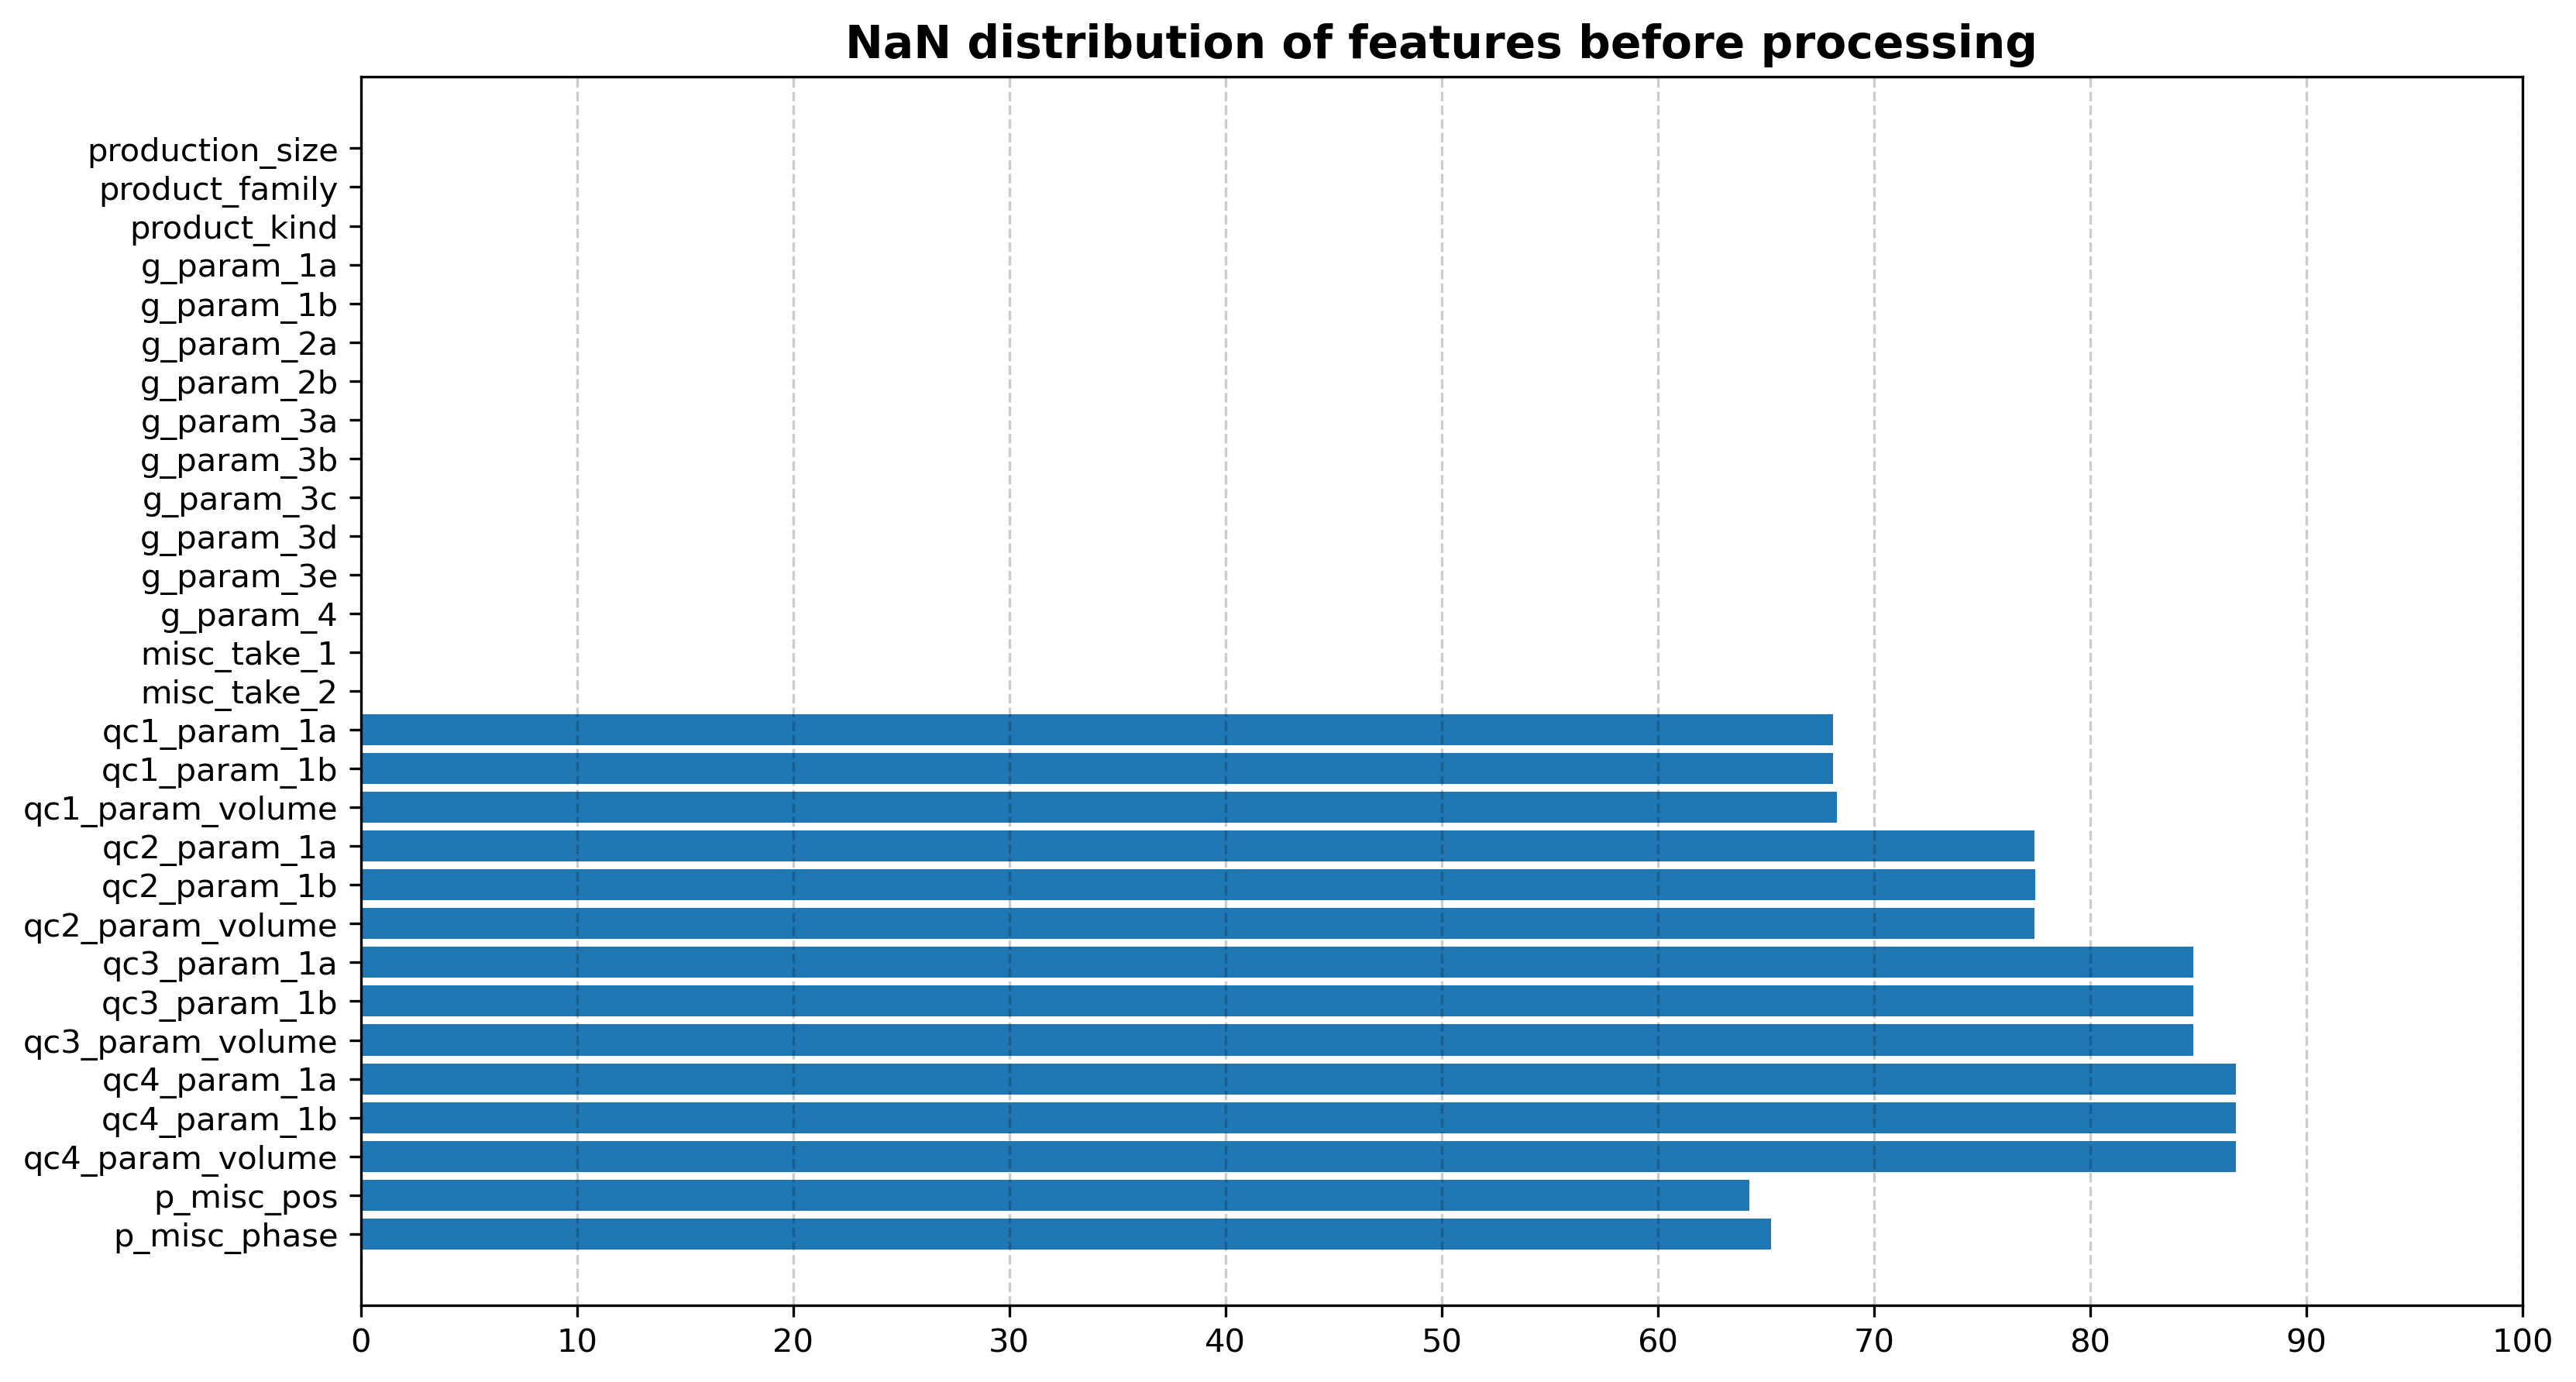 NaN distribution of features before processing
production_size
product_family
product_kind
g_param_1a
g_param_1b
g_param_2a
g_param_2b
g_param_3a
g_param_3b
g_param_3c
g_param_3d
g_param_3e
g_param_4
misc_take_1
misc_take_2
qc1_param_1a
qc1_param_1b
qc1_param_volume
qc2_param_1a
qc2_param_1b
qc2_param_volume
qc3_param_1a
qc3_param_1b
qc3_param_volume
qc4_param_1a
qc4_param_1b
qc4_param_volume
p_misc_pos
p_misc_phase
0 10 20 30 40 50 60 70 80 90 100